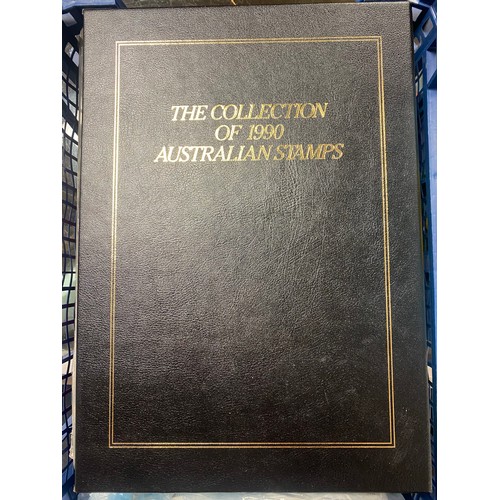 THE COLLECTION
OF 1990
AUSTRALIAN STAMPS